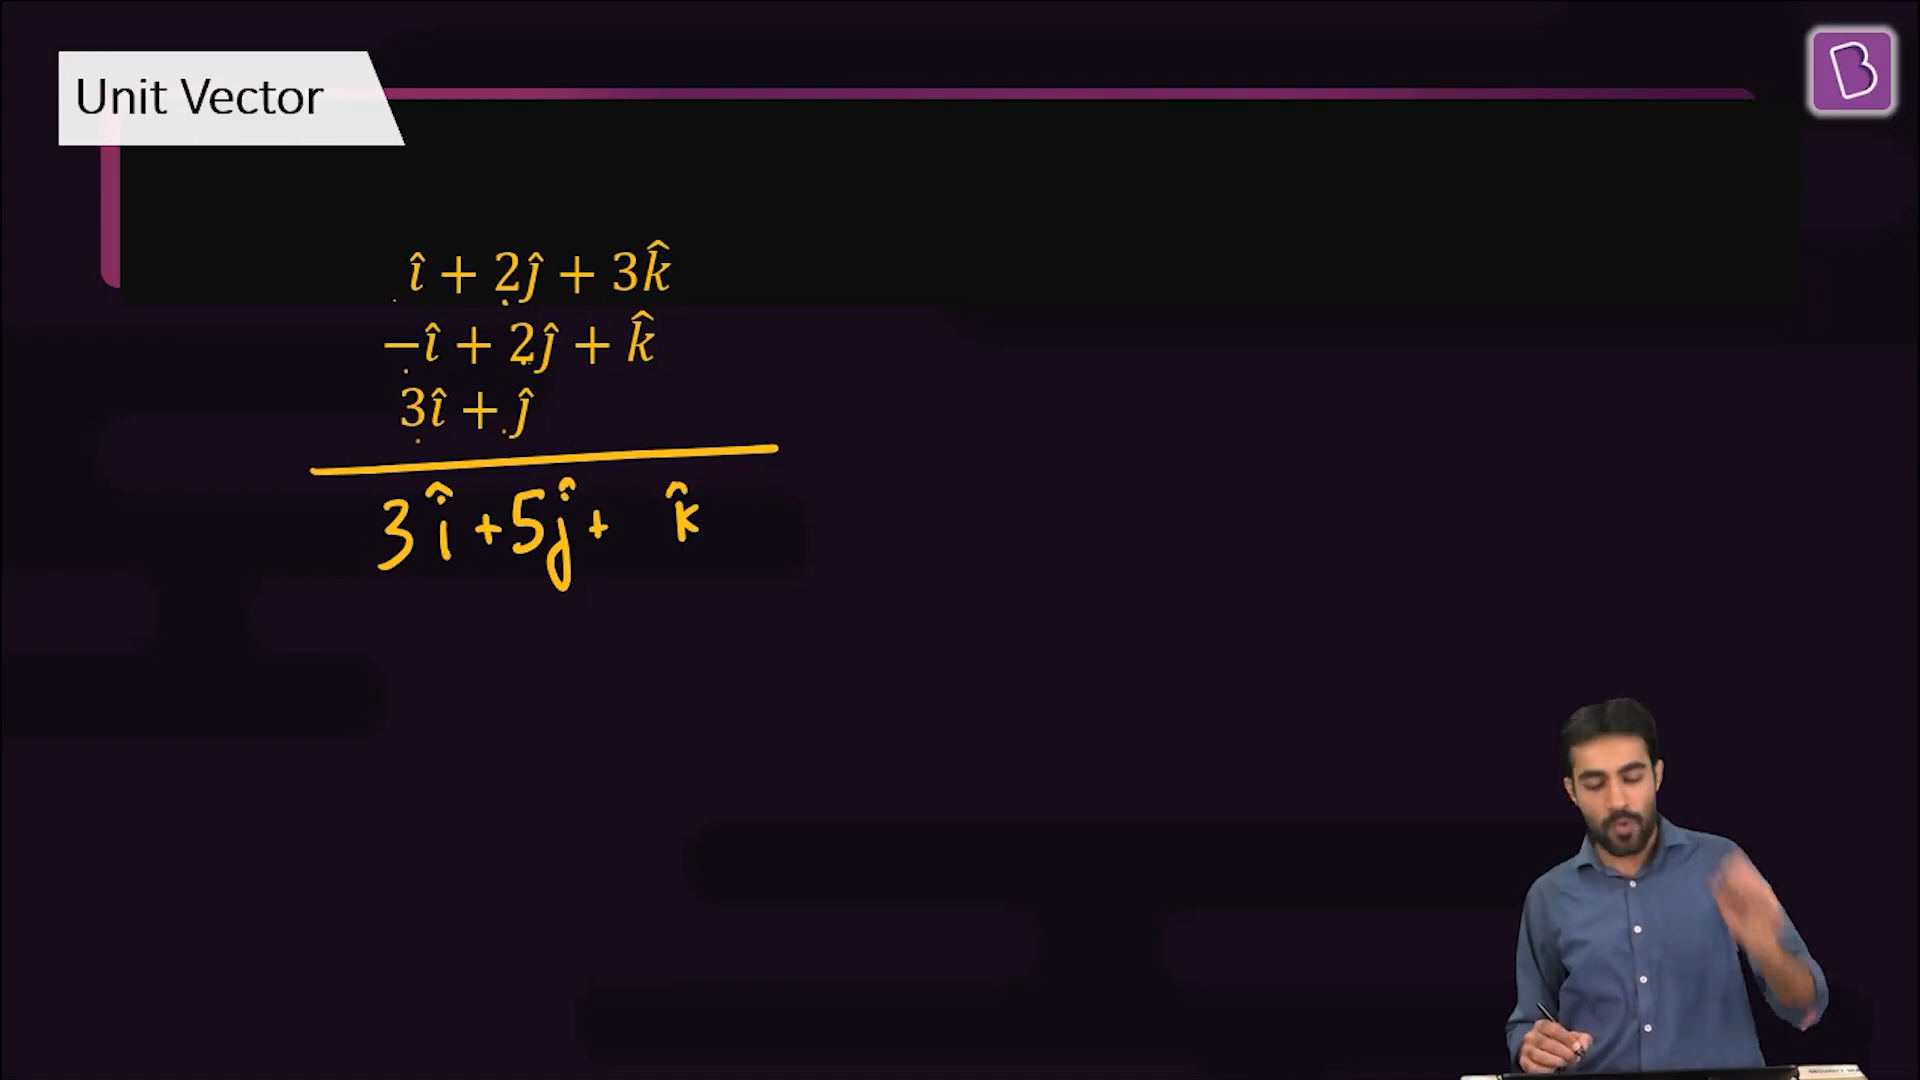 Unit Vector
B
î + 2ĵ + 3k̂
−î + 2ĵ + k̂
3î + ĵ
3î + 5ĵ + k̂